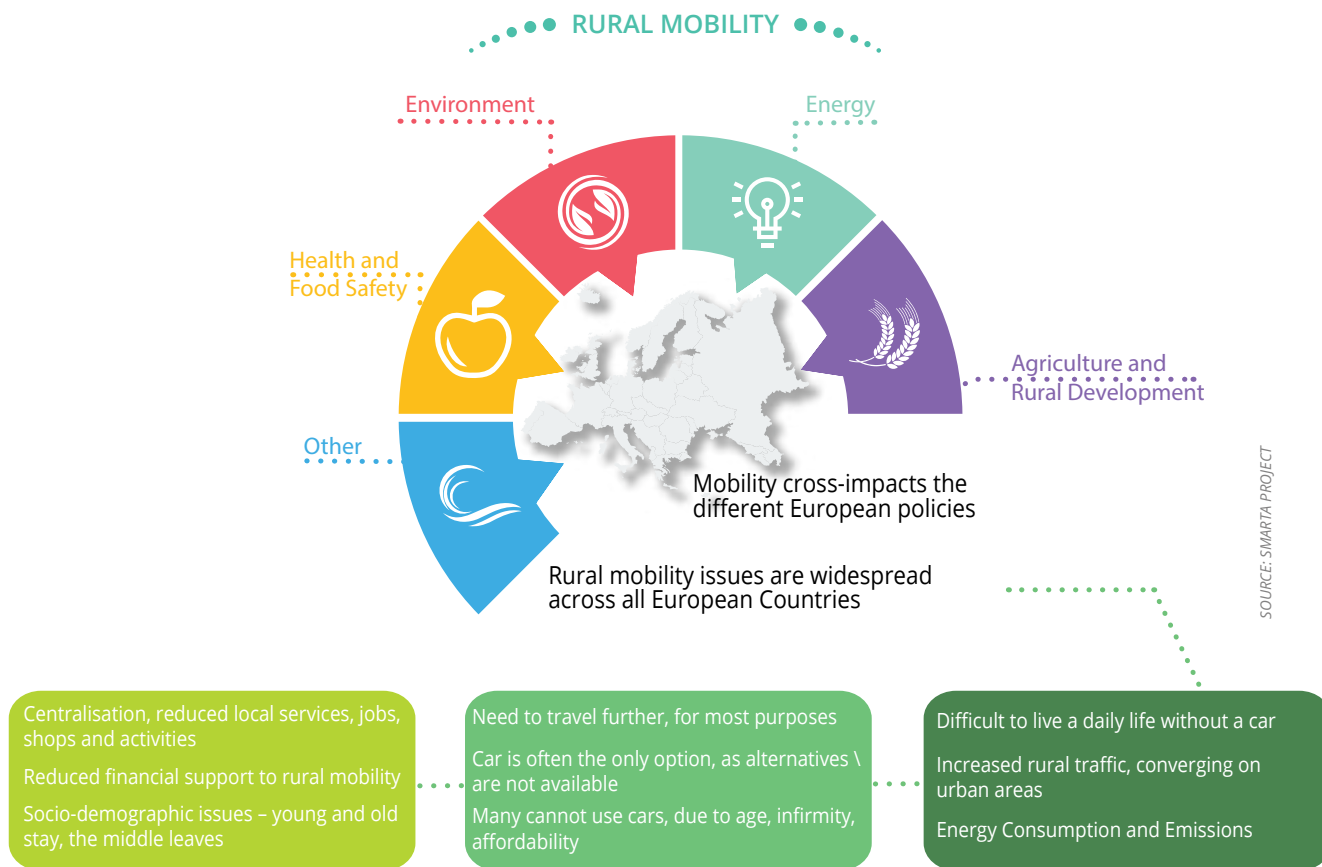 RURAL MOBILITY
Environment
Energy
Health and
Food Safety
Agriculture and
Rural Development
Other
Mobility cross-impacts the
different European policies
Rural mobility issues are widespread
across all European Countries
SOURCE: SMARTA PROJECT
Centralisation, reduced local services, jobs,
shops and activities
Reduced financial support to rural mobility
Socio-demographic issues – young and old
stay, the middle leaves
Need to travel further, for most purposes
Car is often the only option, as alternatives \
are not available
Many cannot use cars, due to age, infirmity,
affordability
Difficult to live a daily life without a car
Increased rural traffic, converging on
urban areas
Energy Consumption and Emissions